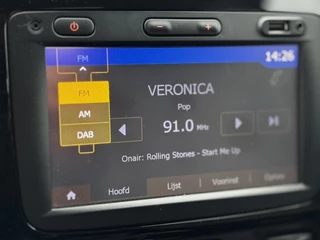 FM
14:26
FM
AM
DAB
VERONICA
Pop
91.0 MHz
Onair: Rolling Stones - Start Me Up
Hoofd
Lijst
Voorinst
Opties